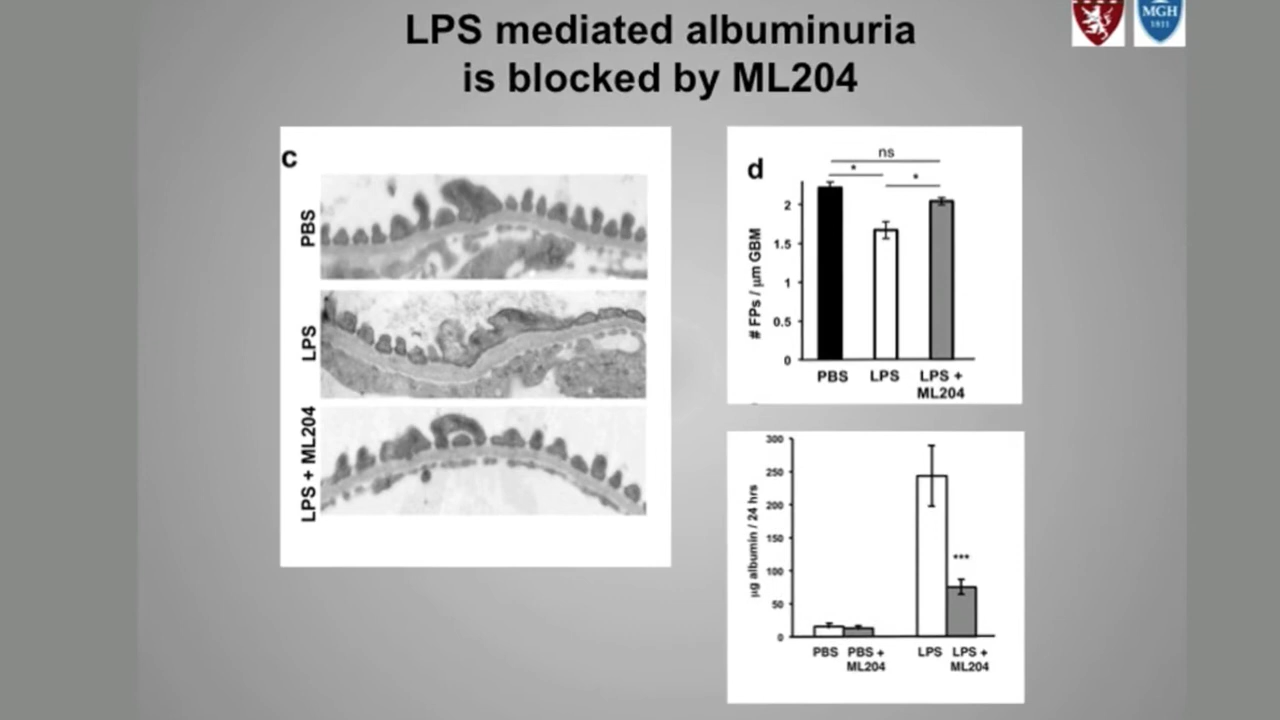 LPS mediated albuminuria
is blocked by ML204
MGH
1811
c
PBS
LPS
LPS + ML204
d
ns
*
*
# FPs / μm GBM
2
1.5
1
0.5
0
PBS
LPS
LPS +
ML204
μg albumin / 24 hrs
300
250
200
150
100
50
0
***
PBS
PBS +
ML204
LPS
LPS +
ML204